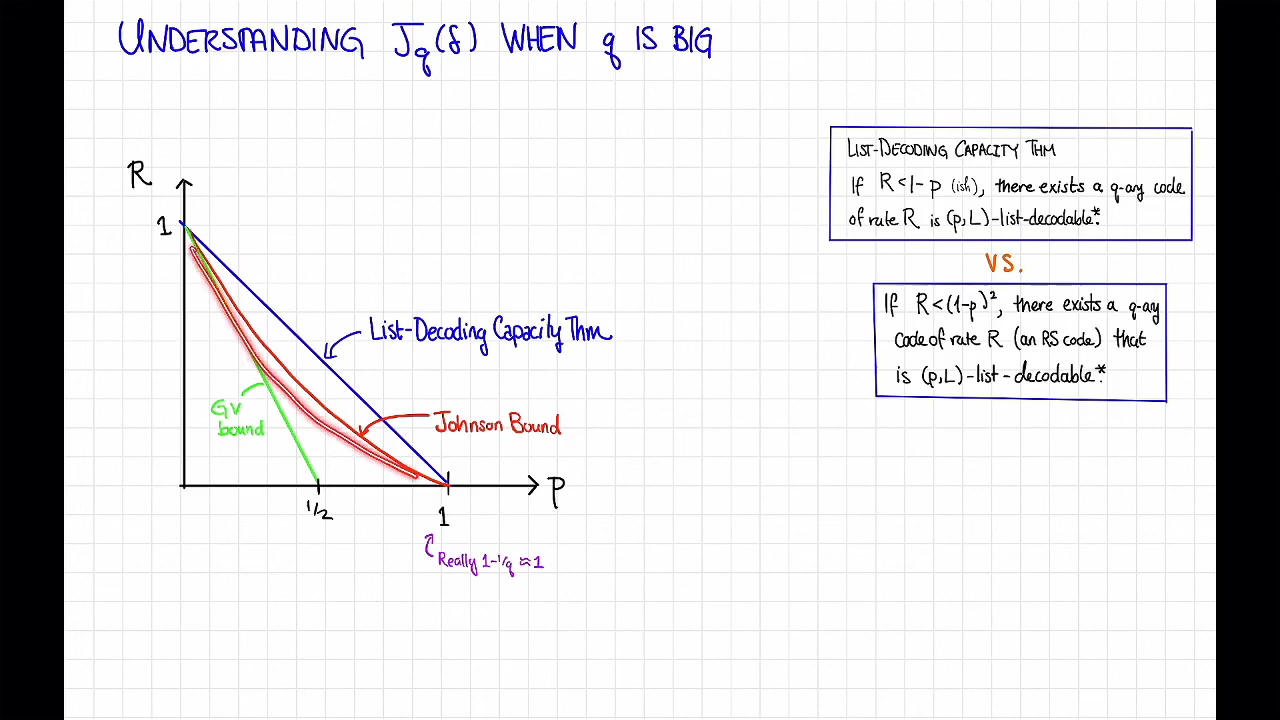 UNDERSTANDING J_q(δ) WHEN q IS BIG
R
1
List-Decoding Capacity Thm
GV
bound
Johnson Bound
1/2
1
P
Really 1-1/q ≈ 1
LIST-DECODING CAPACITY THM
If R < 1-p (ish), there exists a q-ary code
of rate R is (p,L)-list-decodable*.
VS.
If R < (1-p)², there exists a q-ary
Code of rate R (an RS code) that
is (p,L)-list-decodable*.